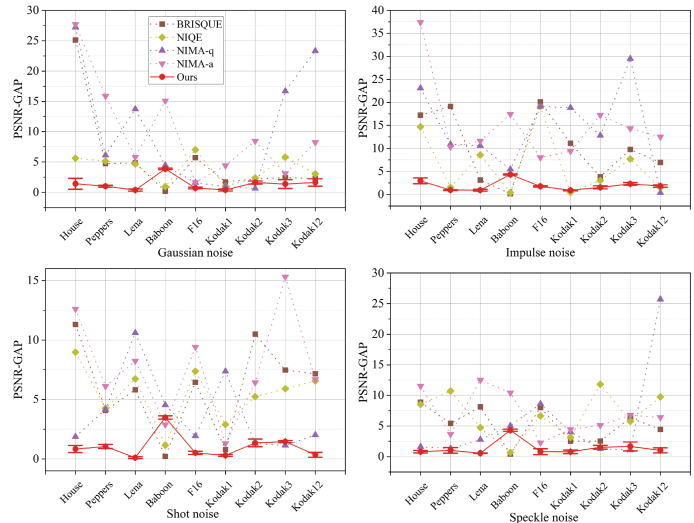 30
25
20
15
10
5
0
PSNR-GAP
BRISQUE
NIQE
NIMA-q
NIMA-a
Ours
House
Peppers
Lena
Baboon
F16
Kodak1
Kodak2
Kodak3
Kodak12
Gaussian noise
40
35
30
25
20
15
10
5
0
PSNR-GAP
House
Peppers
Lena
Baboon
F16
Kodak1
Kodak2
Kodak3
Kodak12
Impulse noise
15
10
5
0
PSNR-GAP
House
Peppers
Lena
Baboon
F16
Kodak1
Kodak2
Kodak3
Kodak12
Shot noise
30
25
20
15
10
5
0
PSNR-GAP
House
Peppers
Lena
Baboon
F16
Kodak1
Kodak2
Kodak3
Kodak12
Speckle noise